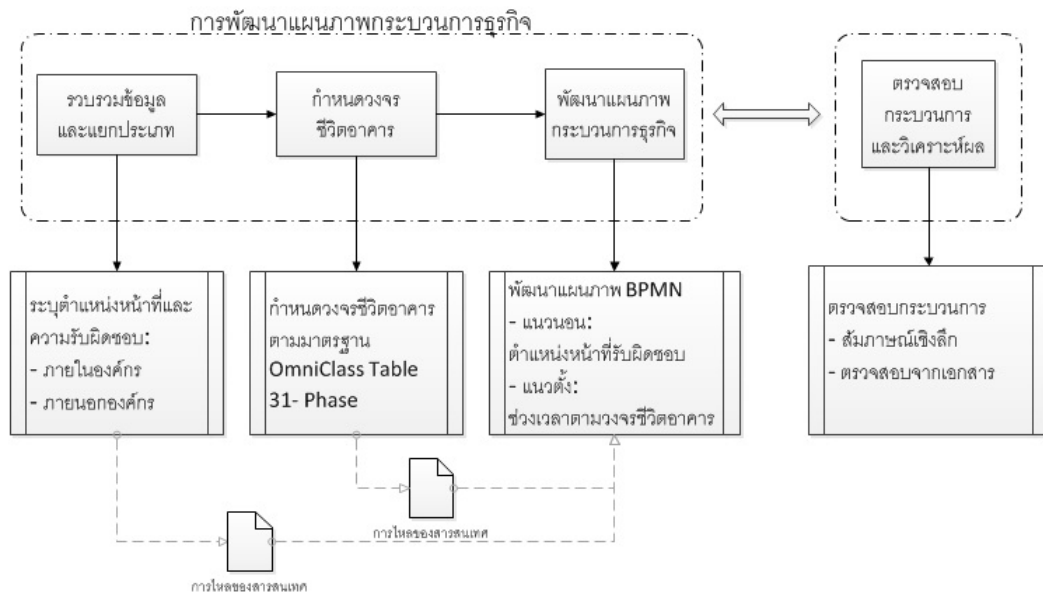 การพัฒนาแผนภาพกระบวนการธุรกิจ
รวบรวมข้อมูล
และแยกประเภท
กำหนดวงจร
ชีวิตอาคาร
พัฒนาแผนภาพ
กระบวนการธุรกิจ
ตรวจสอบ
กระบวนการ
และวิเคราะห์ผล
ระบุตำแหน่งหน้าที่และ
ความรับผิดชอบ:
- ภายในองค์กร
- ภายนอกองค์กร
กำหนดวงจรชีวิตอาคาร
ตามมาตรฐาน
OmniClass Table
31- Phase
พัฒนาแผนภาพ BPMN
- แนวนอน:
ตำแหน่งหน้าที่รับผิดชอบ
- แนวตั้ง:
ช่วงเวลาตามวงจรชีวิตอาคาร
ตรวจสอบกระบวนการ
- สัมภาษณ์เชิงลึก
- ตรวจสอบจากเอกสาร
การไหลของสารสนเทศ
การไหลของสารสนเทศ